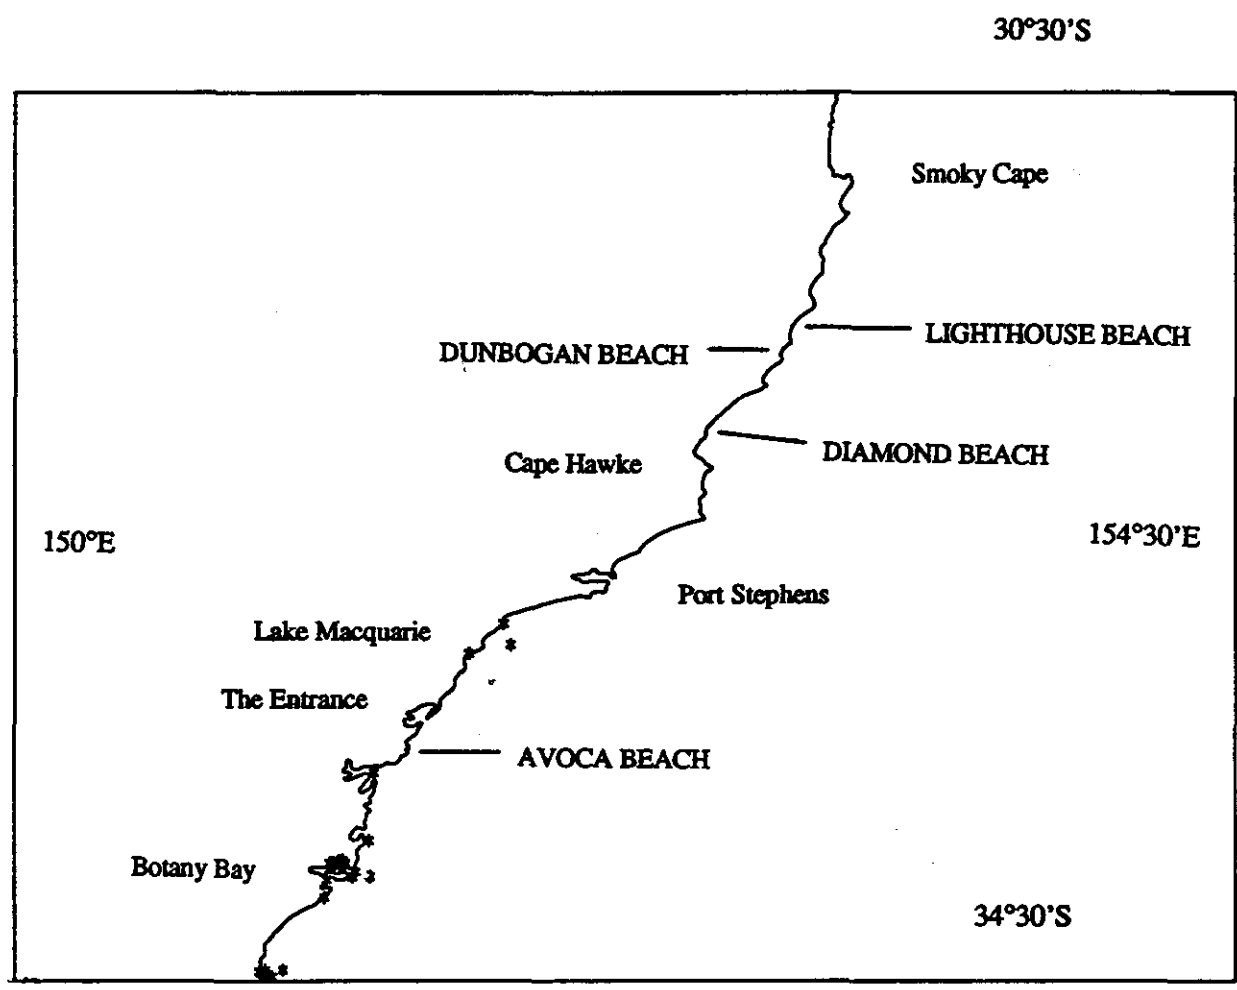 30°30'S
Smoky Cape
LIGHTHOUSE BEACH
DUNBOGAN BEACH
DIAMOND BEACH
Cape Hawke
150°E
154°30'E
Port Stephens
Lake Macquarie
The Entrance
AVOCA BEACH
Botany Bay
34°30'S